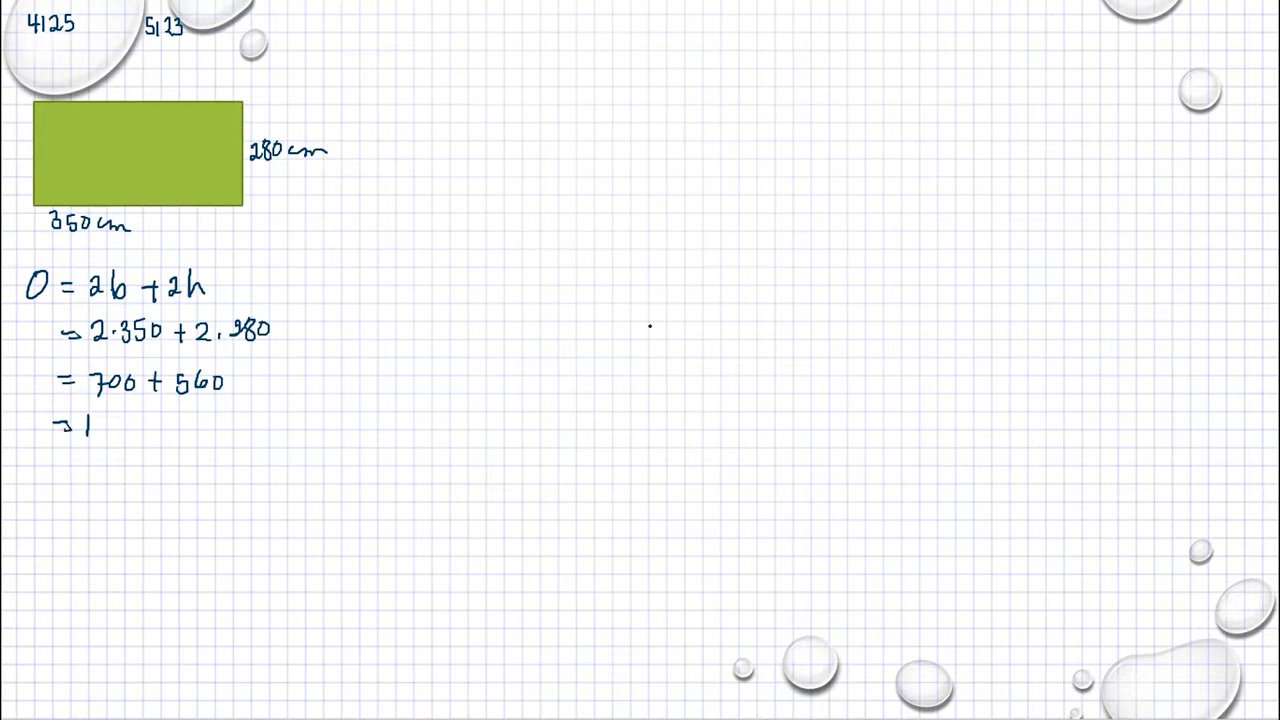 4125 5123
280 cm
350 cm
O = 2b + 2h
= 2·350 + 2.280
= 700 + 560
= 1